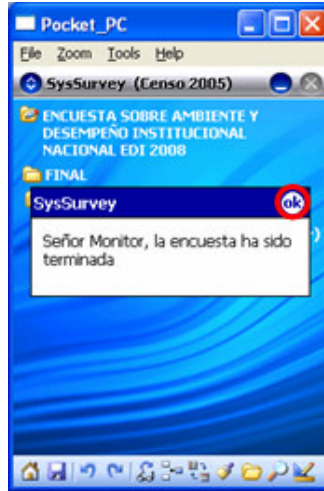 Pocket_PC
File Zoom Tools Help
SysSurvey (Censo 2005)
ENCUESTA SOBRE AMBIENTE Y
DESEMPEÑO INSTITUCIONAL
NACIONAL EDI 2008
FINAL
SysSurvey ok
Señor Monitor, la encuesta ha sido
terminada
)